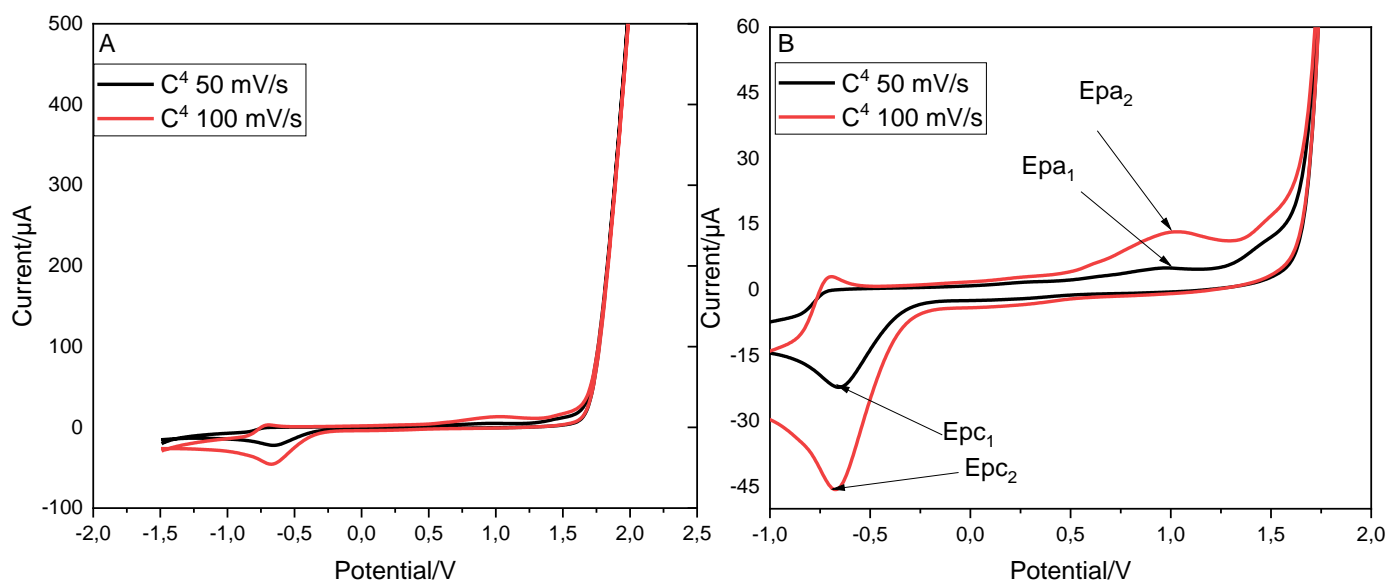 A
C⁴ 50 mV/s
C⁴ 100 mV/s
500
400
300
200
100
0
-100
-2,0 -1,5 -1,0 -0,5 0,0 0,5 1,0 1,5 2,0 2,5
Current/µA
Potential/V
B
C⁴ 50 mV/s
C⁴ 100 mV/s
Epa₂
Epa₁
Epc₁
Epc₂
60
45
30
15
0
-15
-30
-45
-1,0 -0,5 0,0 0,5 1,0 1,5 2,0
Current/µA
Potential/V